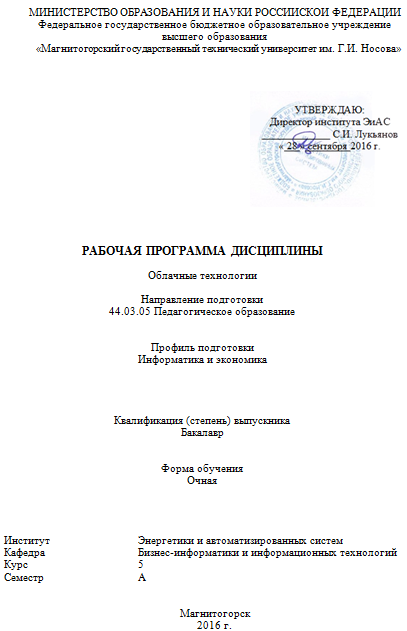 МИНИСТЕРСТВО ОБРАЗОВАНИЯ И НАУКИ РОССИЙСКОЙ ФЕДЕРАЦИИ
Федеральное государственное бюджетное образовательное учреждение
высшего образования
«Магнитогорский государственный технический университет им. Г.И. Носова»
УТВЕРЖДАЮ:
Директор института ЭиАС
С.И. Лукьянов
« 28 » сентября 2016 г.
РАБОЧАЯ ПРОГРАММА ДИСЦИПЛИНЫ
Облачные технологии
Направление подготовки
44.03.05 Педагогическое образование
Профиль подготовки
Информатика и экономика
Квалификация (степень) выпускника
Бакалавр
Форма обучения
Очная
Институт Энергетики и автоматизированных систем
Кафедра Бизнес-информатики и информационных технологий
Курс 5
Семестр А
Магнитогорск
2016 г.